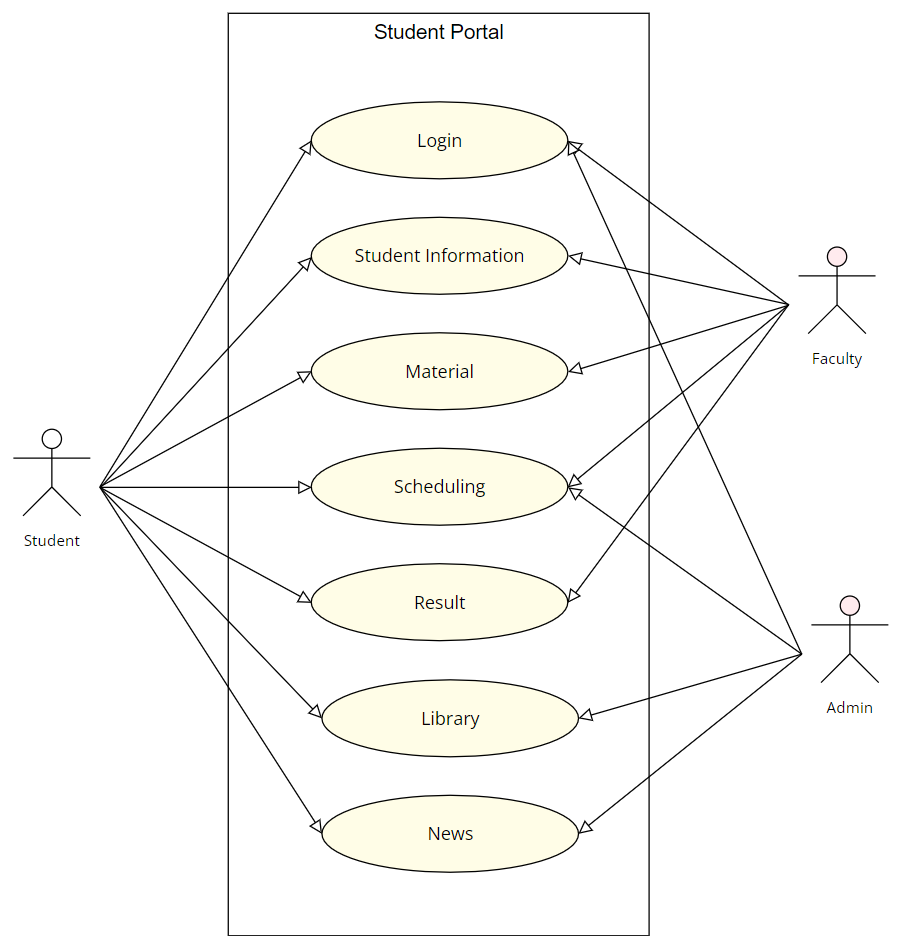 Student Portal
Login
Student Information
Material
Scheduling
Result
Library
News
Student
Faculty
Admin